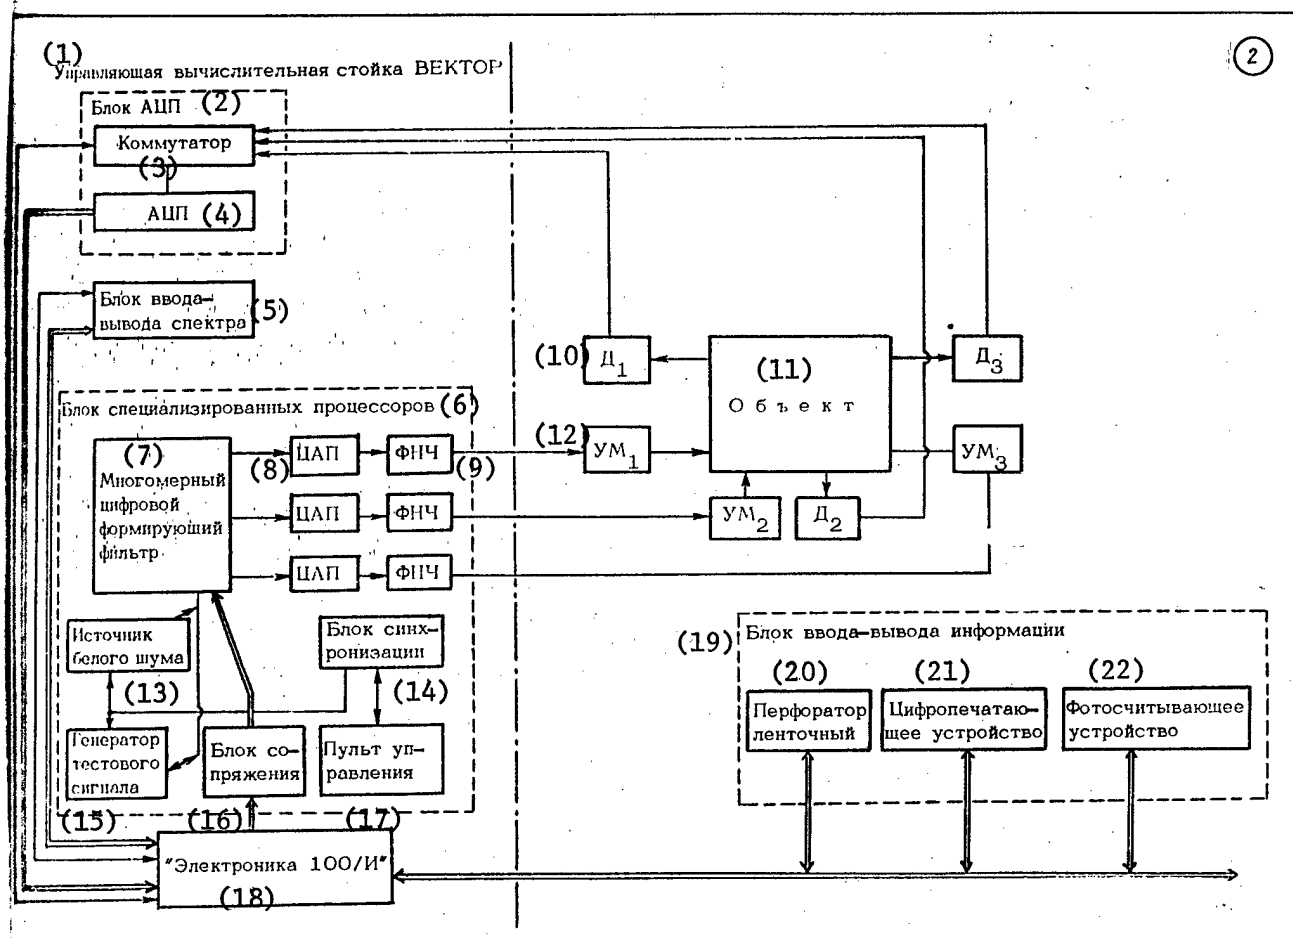 (1)
Управляющая вычислительная стойка ВЕКТОР
2
Блок АЦП (2)
Коммутатор
(3)
АЦП (4)
Блок ввода-
вывода спектра
(5)
(10)
Д1
(11)
Объект
Д3
Блок специализированных процессоров (6)
(7)
Многомерный
цифровой
формирующий
фильтр
(8)
ЦАП
ФНЧ
(9)
(12)
УМ1
УМ3
ЦАП
ФНЧ
УМ2
Д2
ЦАП
ФНЧ
Источник
белого шума
Блок синх-
ронизации
(13)
(14)
Генератор
тестового
сигнала
Блок со-
пряжения
Пульт уп-
равления
(15)
(16)
(17)
"Электроника 100/И"
(18)
(19)
Блок ввода-вывода информации
(20)
(21)
(22)
Перфоратор
ленточный
Цифропечатаю-
щее устройство
Фотосчитывающее
устройство